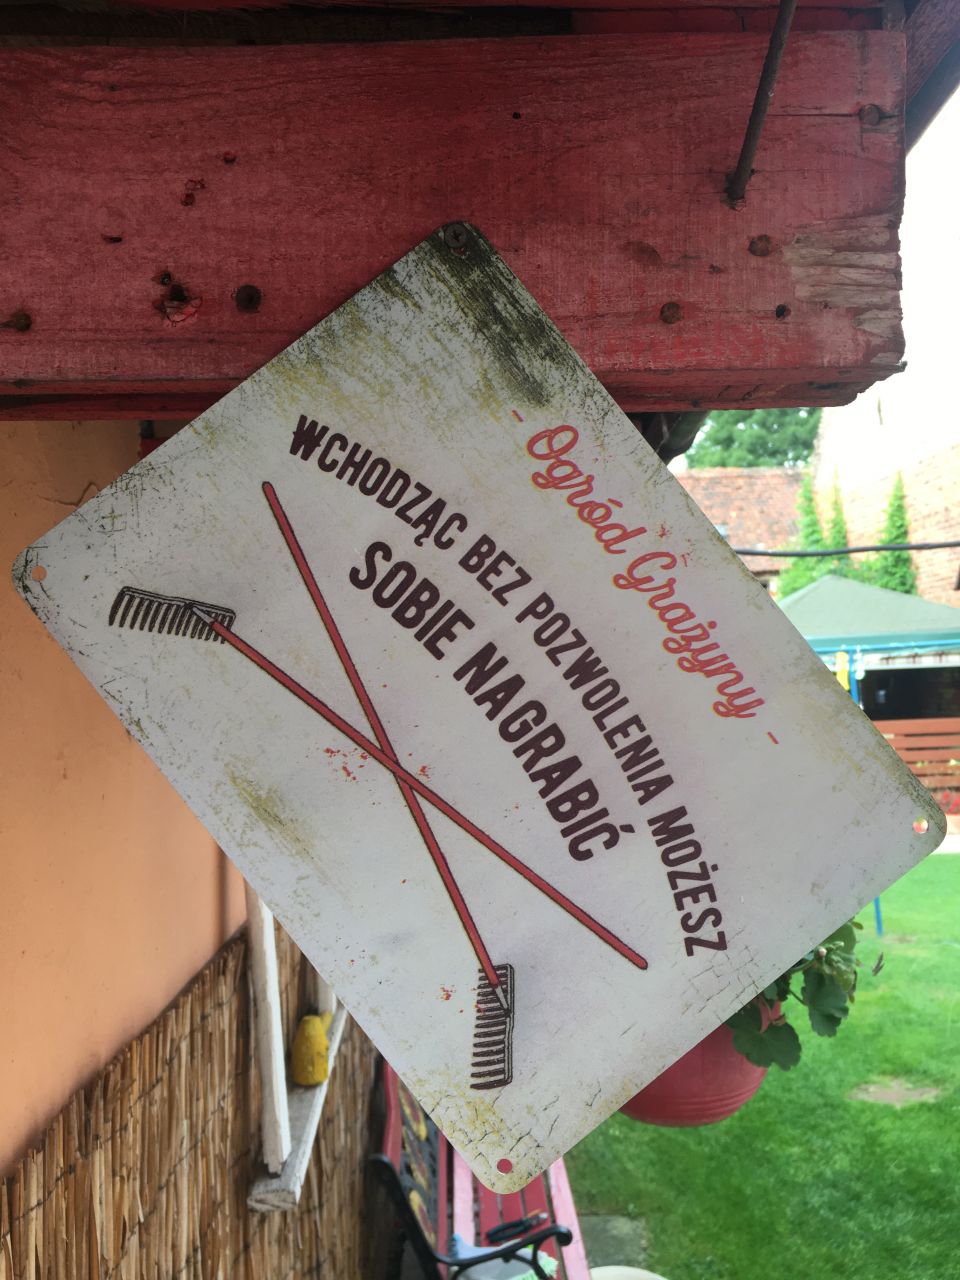 - Ogród Grażyny -
WCHODZĄC BEZ POZWOLENIA MOŻESZ
SOBIE NAGRABIĆ